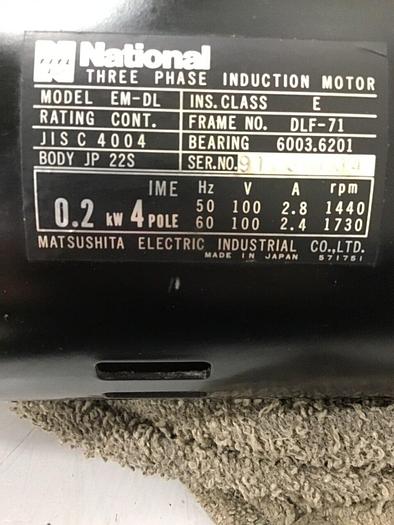 National
THREE PHASE INDUCTION MOTOR
MODEL EM-DL INS.CLASS E
RATING CONT. FRAME NO. DLF-71
JIS C 4004 BEARING 6003.6201
BODY JP 22S SER.NO.
IME Hz V A rpm
0.2 kW 4 POLE 50 100 2.8 1440
60 100 2.4 1730
MATSUSHITA ELECTRIC INDUSTRIAL CO.,LTD.
MADE IN JAPAN 571751